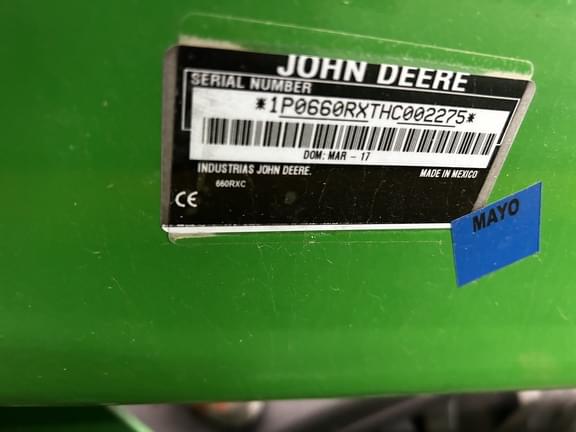 JOHN DEERE
SERIAL NUMBER
*1P0660RXTHC002275*
DOM: MAR - 17
INDUSTRIAS JOHN DEERE.
MADE IN MEXICO
660RXC
CE
MAYO